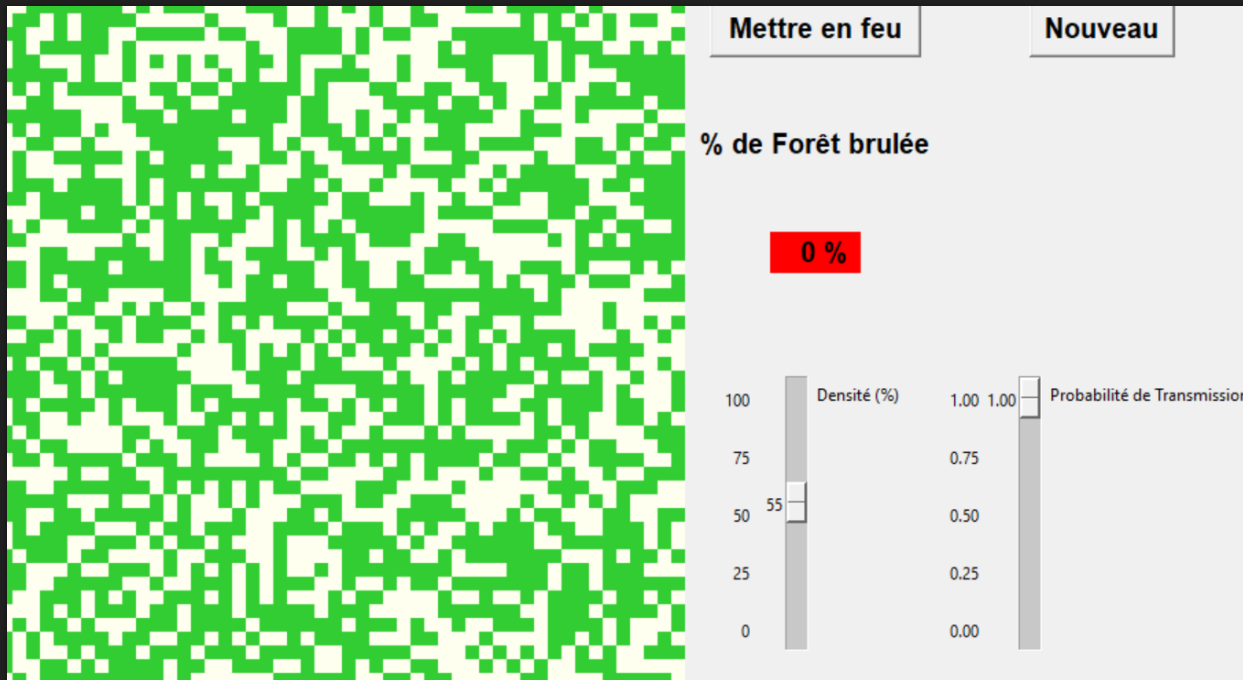 Mettre en feu
Nouveau
% de Forêt brulée
0 %
Densité (%)
100
75
55
50
25
0
Probabilité de Transmission
1.00 1.00
0.75
0.50
0.25
0.00